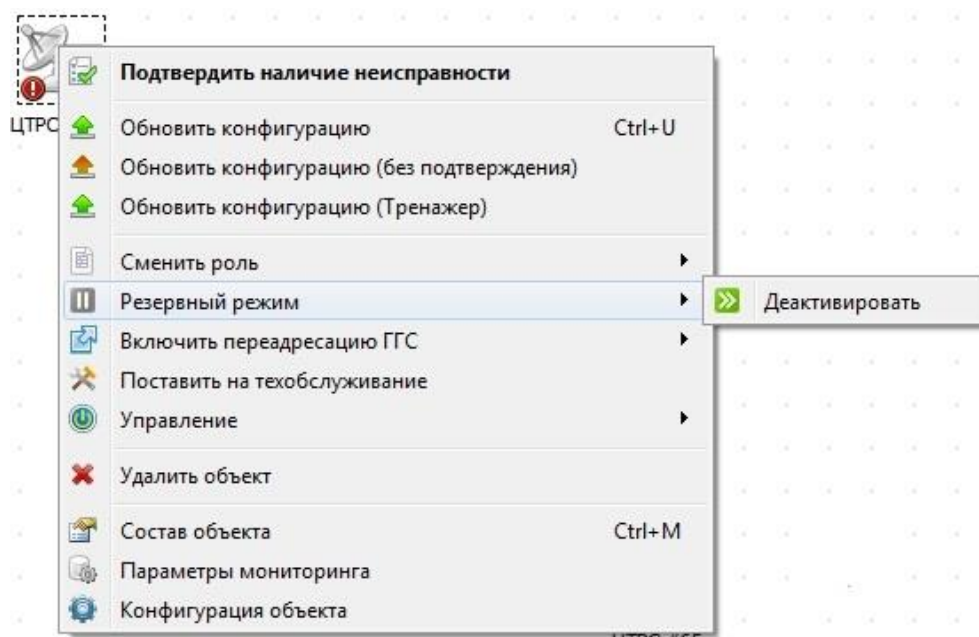 Подтвердить наличие неисправности
ЦТРС
Обновить конфигурацию Ctrl+U
Обновить конфигурацию (без подтверждения)
Обновить конфигурацию (Тренажер)
Сменить роль
Резервный режим
Деактивировать
Включить переадресацию ГГС
Поставить на техобслуживание
Управление
Удалить объект
Состав объекта Ctrl+M
Параметры мониторинга
Конфигурация объекта